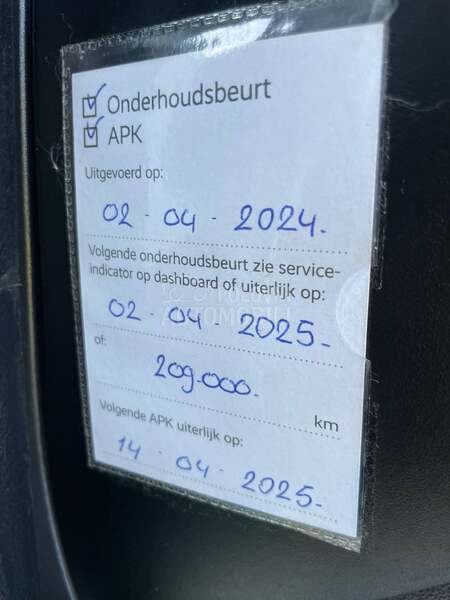 Onderhoudsbeurt
APK
Uitgevoerd op:
02 - 04 - 2024.
Volgende onderhoudsbeurt zie service-
indicator op dashboard of uiterlijk op:
02 - 04 - 2025.
of:
209.000. km
Volgende APK uiterlijk op:
14 - 04 - 2025.